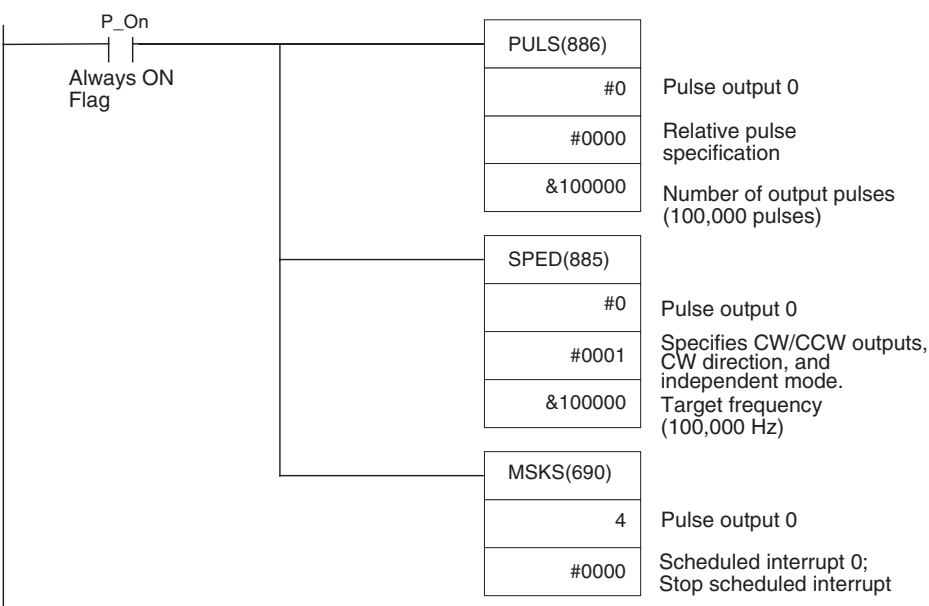 P_On
Always ON
Flag
PULS(886)
#0
Pulse output 0
#0000
Relative pulse
specification
&100000
Number of output pulses
(100,000 pulses)
SPED(885)
#0
Pulse output 0
#0001
Specifies CW/CCW outputs,
CW direction, and
independent mode.
&100000
Target frequency
(100,000 Hz)
MSKS(690)
4
Pulse output 0
#0000
Scheduled interrupt 0;
Stop scheduled interrupt